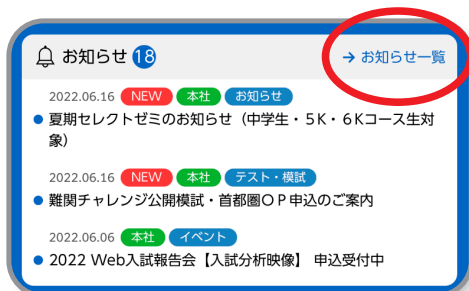 お知らせ 18 → お知らせ一覧
2022.06.16 NEW 本社 お知らせ
● 夏期セレクトゼミのお知らせ（中学生・５K・６Kコース生対
象）
2022.06.16 NEW 本社 テスト・模試
● 難関チャレンジ公開模試・首都圏ＯＰ申込のご案内
2022.06.06 本社 イベント
● 2022 Web入試報告会【入試分析映像】 申込受付中